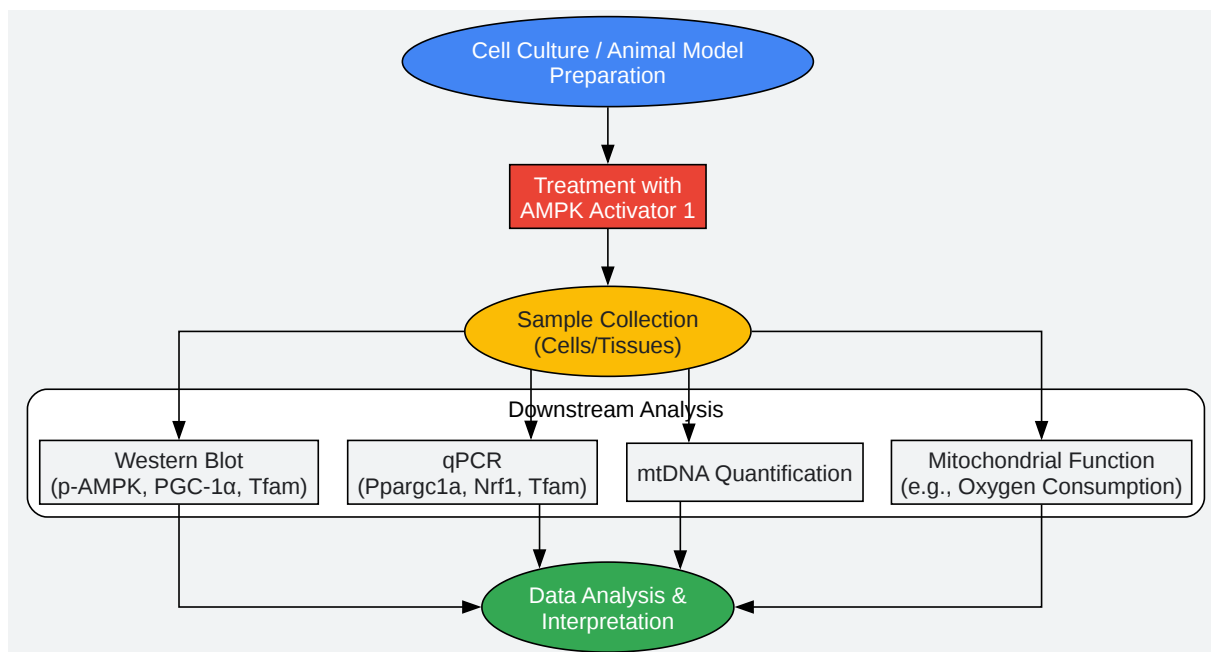 Cell Culture / Animal Model
Preparation
Treatment with
AMPK Activator 1
Sample Collection
(Cells/Tissues)
Downstream Analysis
Western Blot
(p-AMPK, PGC-1α, Tfam)
qPCR
(Ppargc1a, Nrf1, Tfam)
mtDNA Quantification
Mitochondrial Function
(e.g., Oxygen Consumption)
Data Analysis &
Interpretation